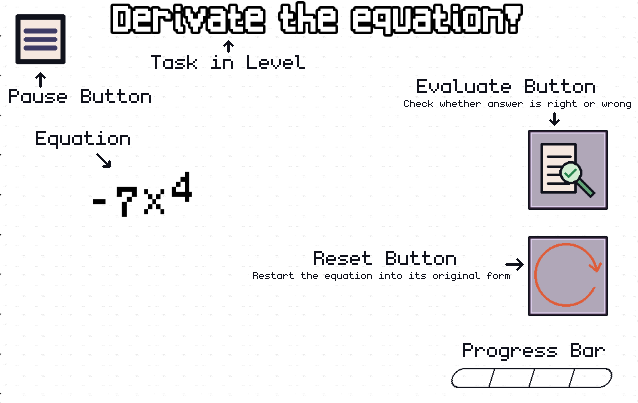 Derivate the equation!
Task in Level
Pause Button
Evaluate Button
Check whether answer is right or wrong
Equation
-7x⁴
Reset Button
Restart the equation into its original form
Progress Bar